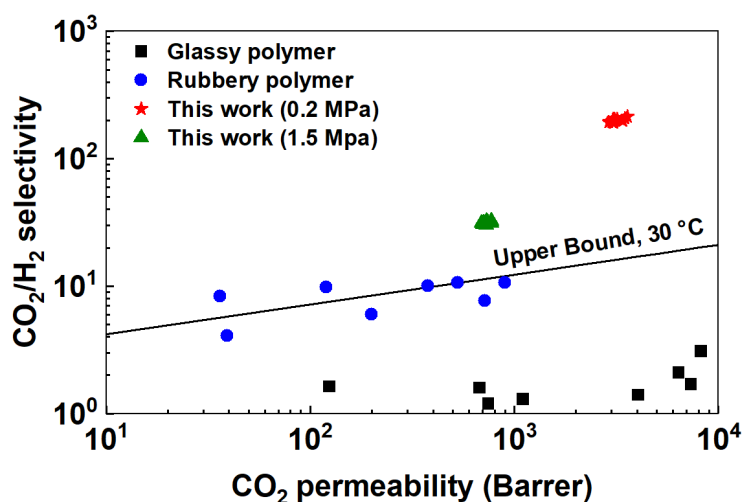 10³
Glassy polymer
Rubbery polymer
This work (0.2 MPa)
This work (1.5 Mpa)
10²
CO₂/H₂ selectivity
Upper Bound, 30 °C
10¹
10⁰
10¹ 10² 10³ 10⁴
CO₂ permeability (Barrer)